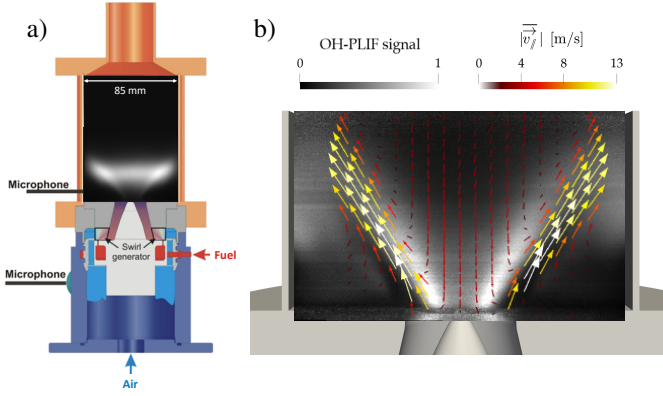 a)
85 mm
Microphone
Swirl
generator
Fuel
Microphone
Air
b)
OH-PLIF signal
0 1
|v⃗∥| [m/s]
0 4 8 13